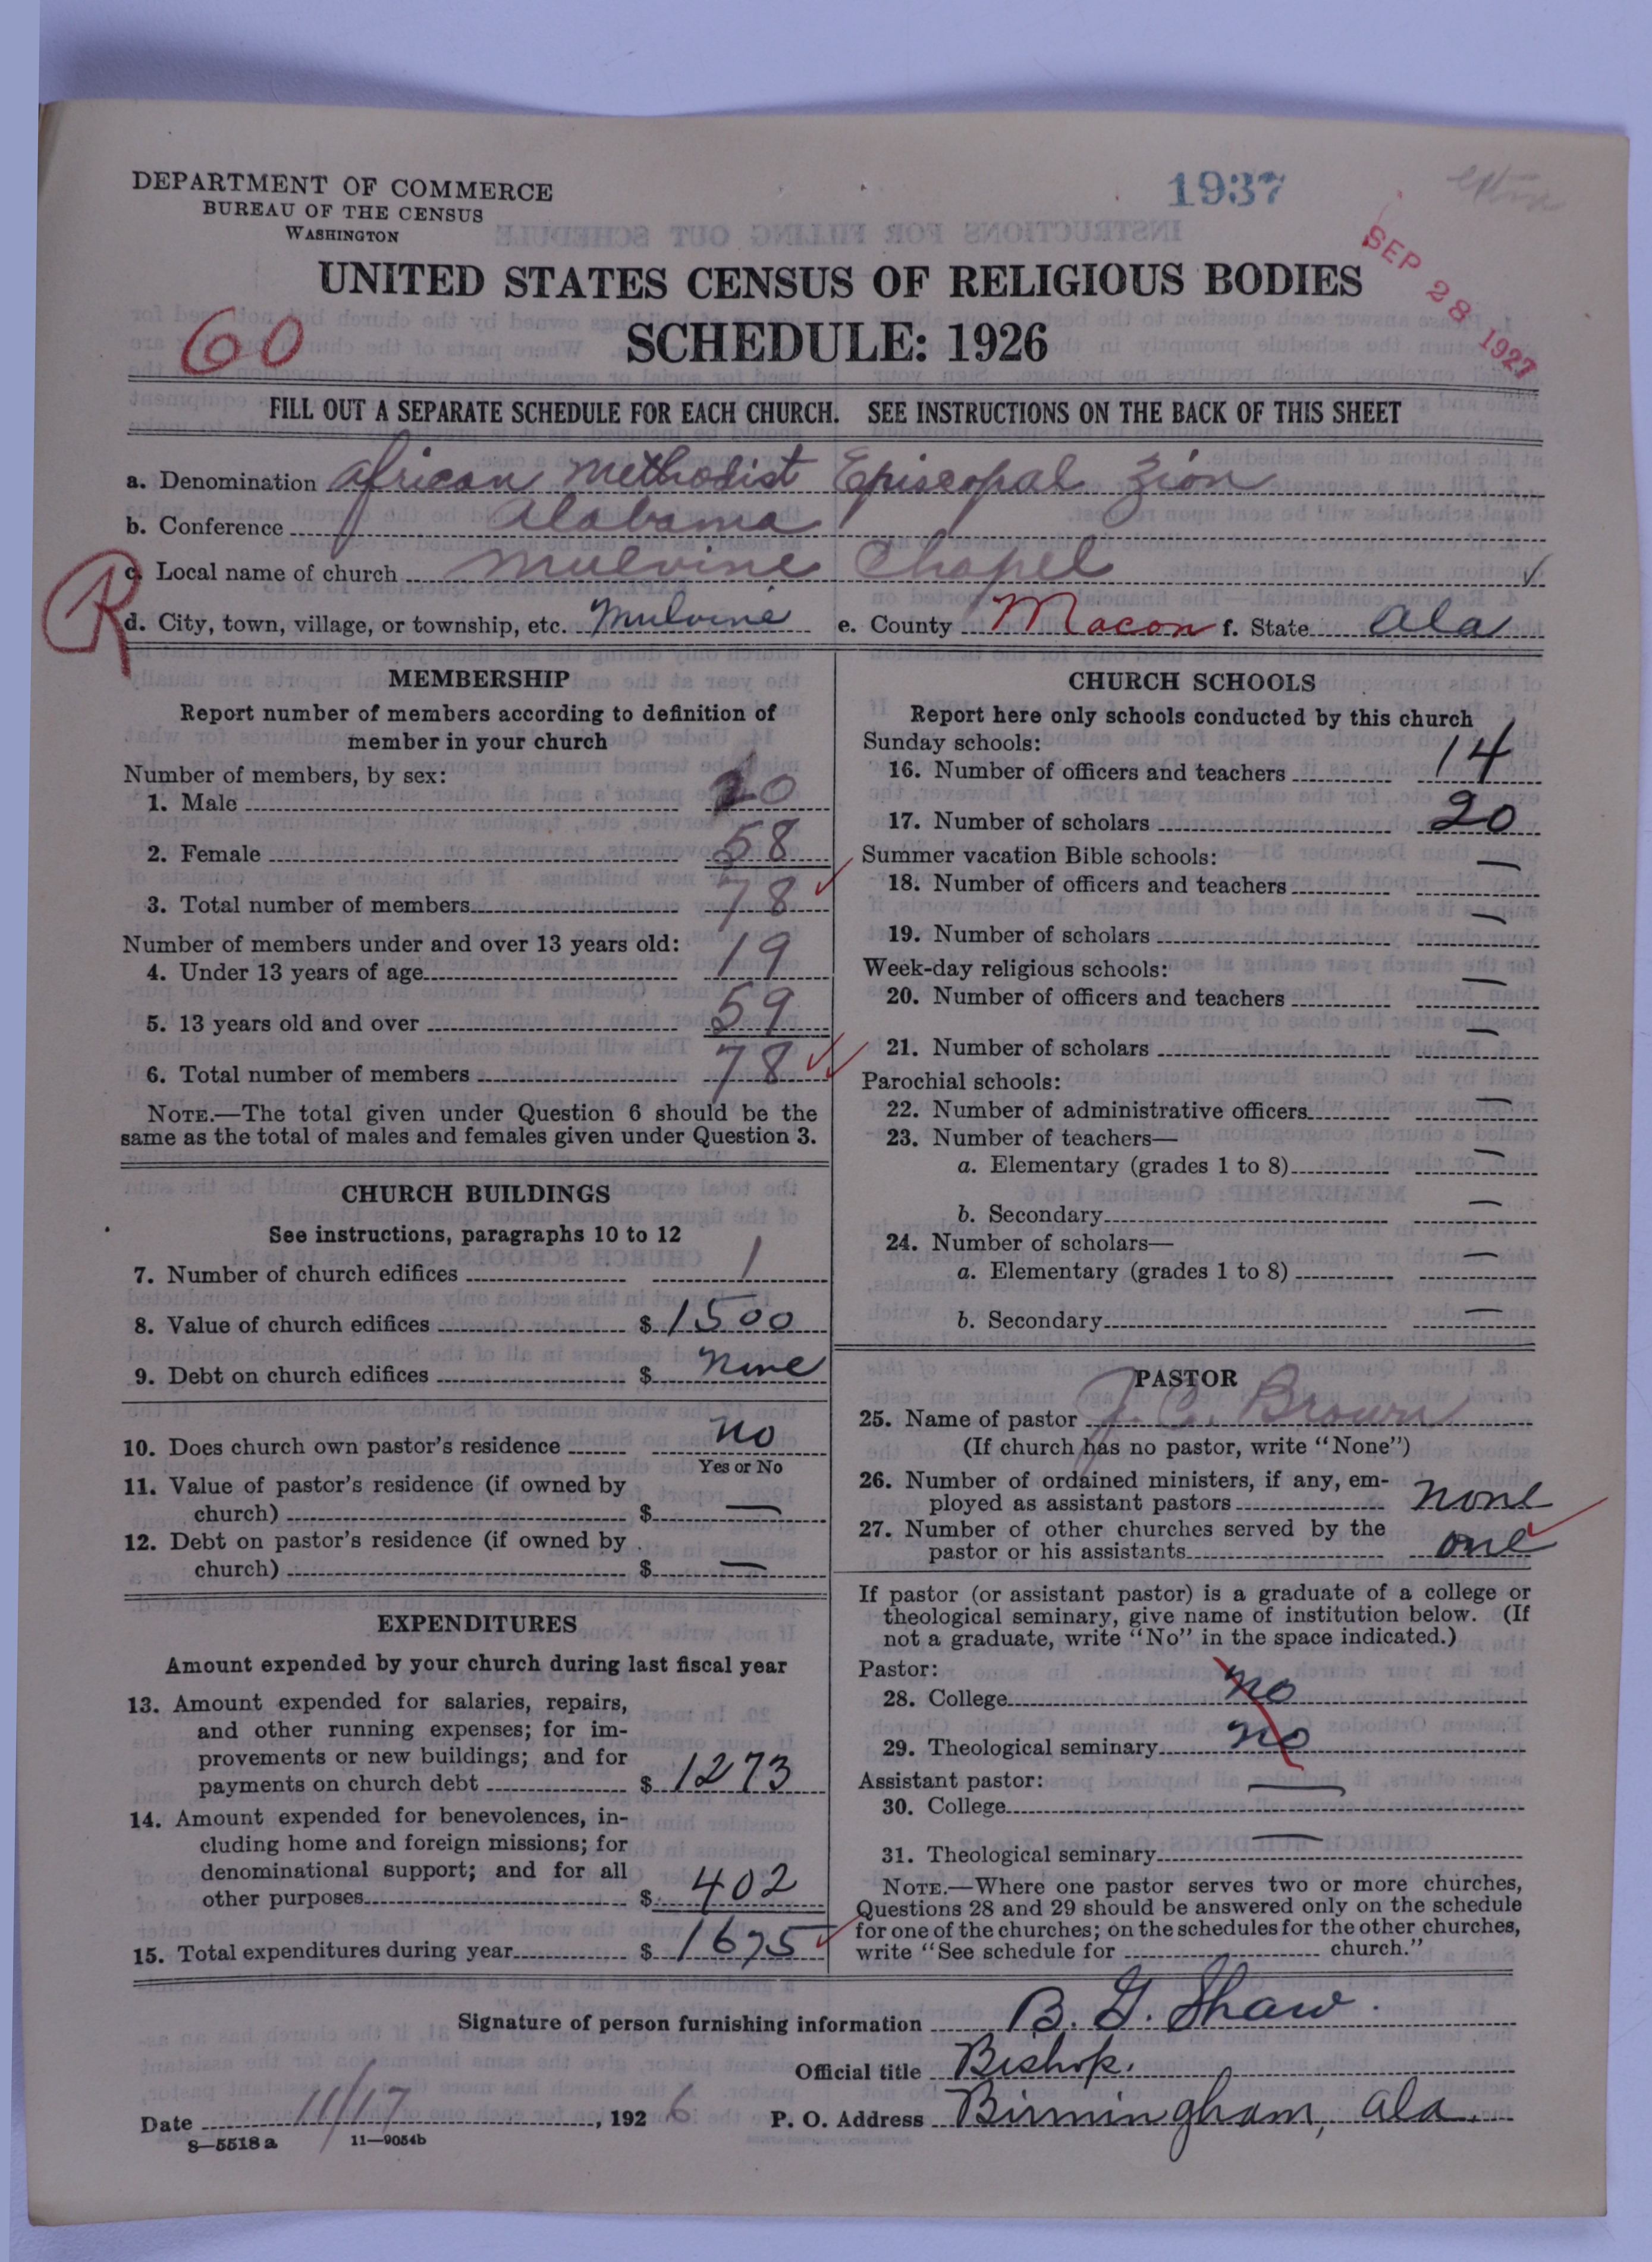 DEPARTMENT OF COMMERCE
BUREAU OF THE CENSUS
WASHINGTON
1937
SEP 28 1927
UNITED STATES CENSUS OF RELIGIOUS BODIES
60
SCHEDULE: 1926
FILL OUT A SEPARATE SCHEDULE FOR EACH CHURCH. SEE INSTRUCTIONS ON THE BACK OF THIS SHEET
a. Denomination African Methodist Episcopal Zion
b. Conference Alabama
c. Local name of church Mulvine Chapel ✓
R
d. City, town, village, or township, etc. Mulvine e. County Macon f. State Ala
MEMBERSHIP
Report number of members according to definition of
member in your church
Number of members, by sex:
1. Male 20
2. Female 58
3. Total number of members 78
Number of members under and over 13 years old:
4. Under 13 years of age 19
5. 13 years old and over 59
6. Total number of members 78
NOTE.—The total given under Question 6 should be the
same as the total of males and females given under Question 3.
CHURCH BUILDINGS
See instructions, paragraphs 10 to 12
7. Number of church edifices 1
8. Value of church edifices $ 1500
9. Debt on church edifices $ None
10. Does church own pastor's residence No
Yes or No
11. Value of pastor's residence (if owned by
church) $ —
12. Debt on pastor's residence (if owned by
church) $ —
EXPENDITURES
Amount expended by your church during last fiscal year
13. Amount expended for salaries, repairs,
and other running expenses; for im-
provements or new buildings; and for
payments on church debt $ 1273
14. Amount expended for benevolences, in-
cluding home and foreign missions; for
denominational support; and for all
other purposes $ 402
15. Total expenditures during year $ 1675
CHURCH SCHOOLS
Report here only schools conducted by this church
Sunday schools:
16. Number of officers and teachers 14
17. Number of scholars 20
Summer vacation Bible schools:
18. Number of officers and teachers —
19. Number of scholars —
Week-day religious schools:
20. Number of officers and teachers —
21. Number of scholars —
Parochial schools:
22. Number of administrative officers —
23. Number of teachers—
a. Elementary (grades 1 to 8) —
b. Secondary —
24. Number of scholars—
a. Elementary (grades 1 to 8) —
b. Secondary —
PASTOR
25. Name of pastor J. C. Brown
(If church has no pastor, write "None")
26. Number of ordained ministers, if any, em-
ployed as assistant pastors none
27. Number of other churches served by the
pastor or his assistants one
If pastor (or assistant pastor) is a graduate of a college or
theological seminary, give name of institution below. (If
not a graduate, write "No" in the space indicated.)
Pastor:
28. College no
29. Theological seminary no
Assistant pastor:
30. College —
31. Theological seminary —
NOTE.—Where one pastor serves two or more churches,
Questions 28 and 29 should be answered only on the schedule
for one of the churches; on the schedules for the other churches,
write "See schedule for church."
Signature of person furnishing information B. G. Shaw
Official title Bishop.
Date 11/17, 1926 P. O. Address Birmingham, Ala.
8—5518 a 11—9054b